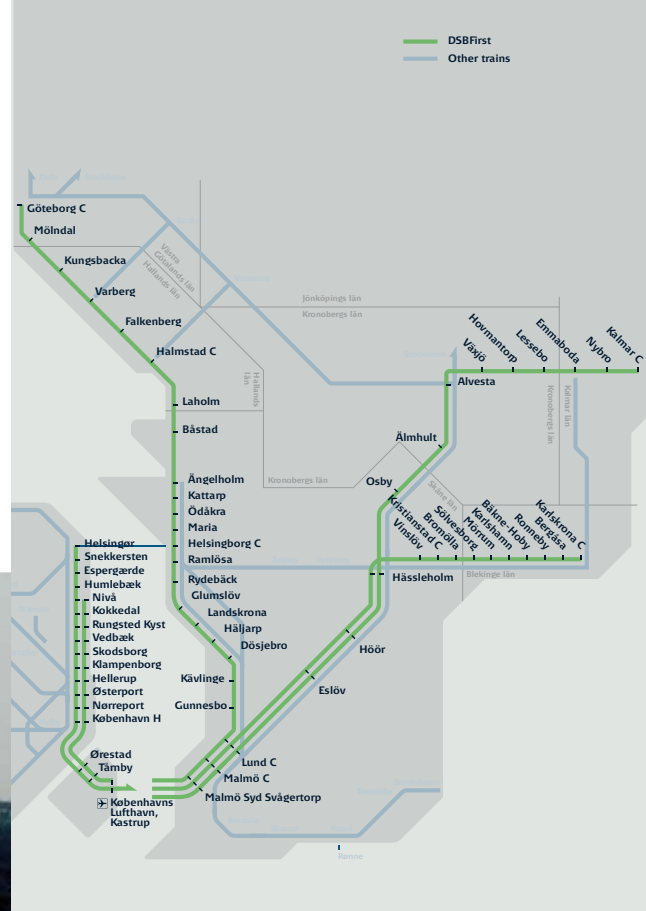 DSBFirst
Other trains
Göteborg C
Mölndal
Kungsbacka
Varberg
Falkenberg
Halmstad C
Västra
Götalands län
Hallands län
Jönköpings län
Kronobergs län
Hallands
län
Laholm
Båstad
Ängelholm
Kattarp
Ödåkra
Maria
Helsingborg C
Ramlösa
Rydebäck
Glumslöv
Landskrona
Häljarp
Dösjebro
Kävlinge
Gunnesbo
Växjö
Hovmantorp
Lessebo
Emmaboda
Nybro
Kalmar C
Alvesta
Kronobergs län
Kalmar län
Älmhult
Kronobergs län
Osby
Skåne län
Vinslöv
Kristianstad C
Bromölla
Sölvesborg
Mörrum
Karlshamn
Bäkne-Hoby
Ronneby
Bergåsa
Karlskrona C
Hässleholm
Blekinge län
Höör
Eslöv
Lund C
Malmö C
Malmö Syd Svågertorp
Helsingør
Snekkersten
Espergærde
Humlebæk
Nivå
Kokkedal
Rungsted Kyst
Vedbæk
Skodsborg
Klampenborg
Hellerup
Østerport
Nørreport
København H
Ørestad
Tårnby
Københavns
Lufthavn,
Kastrup
Rønne